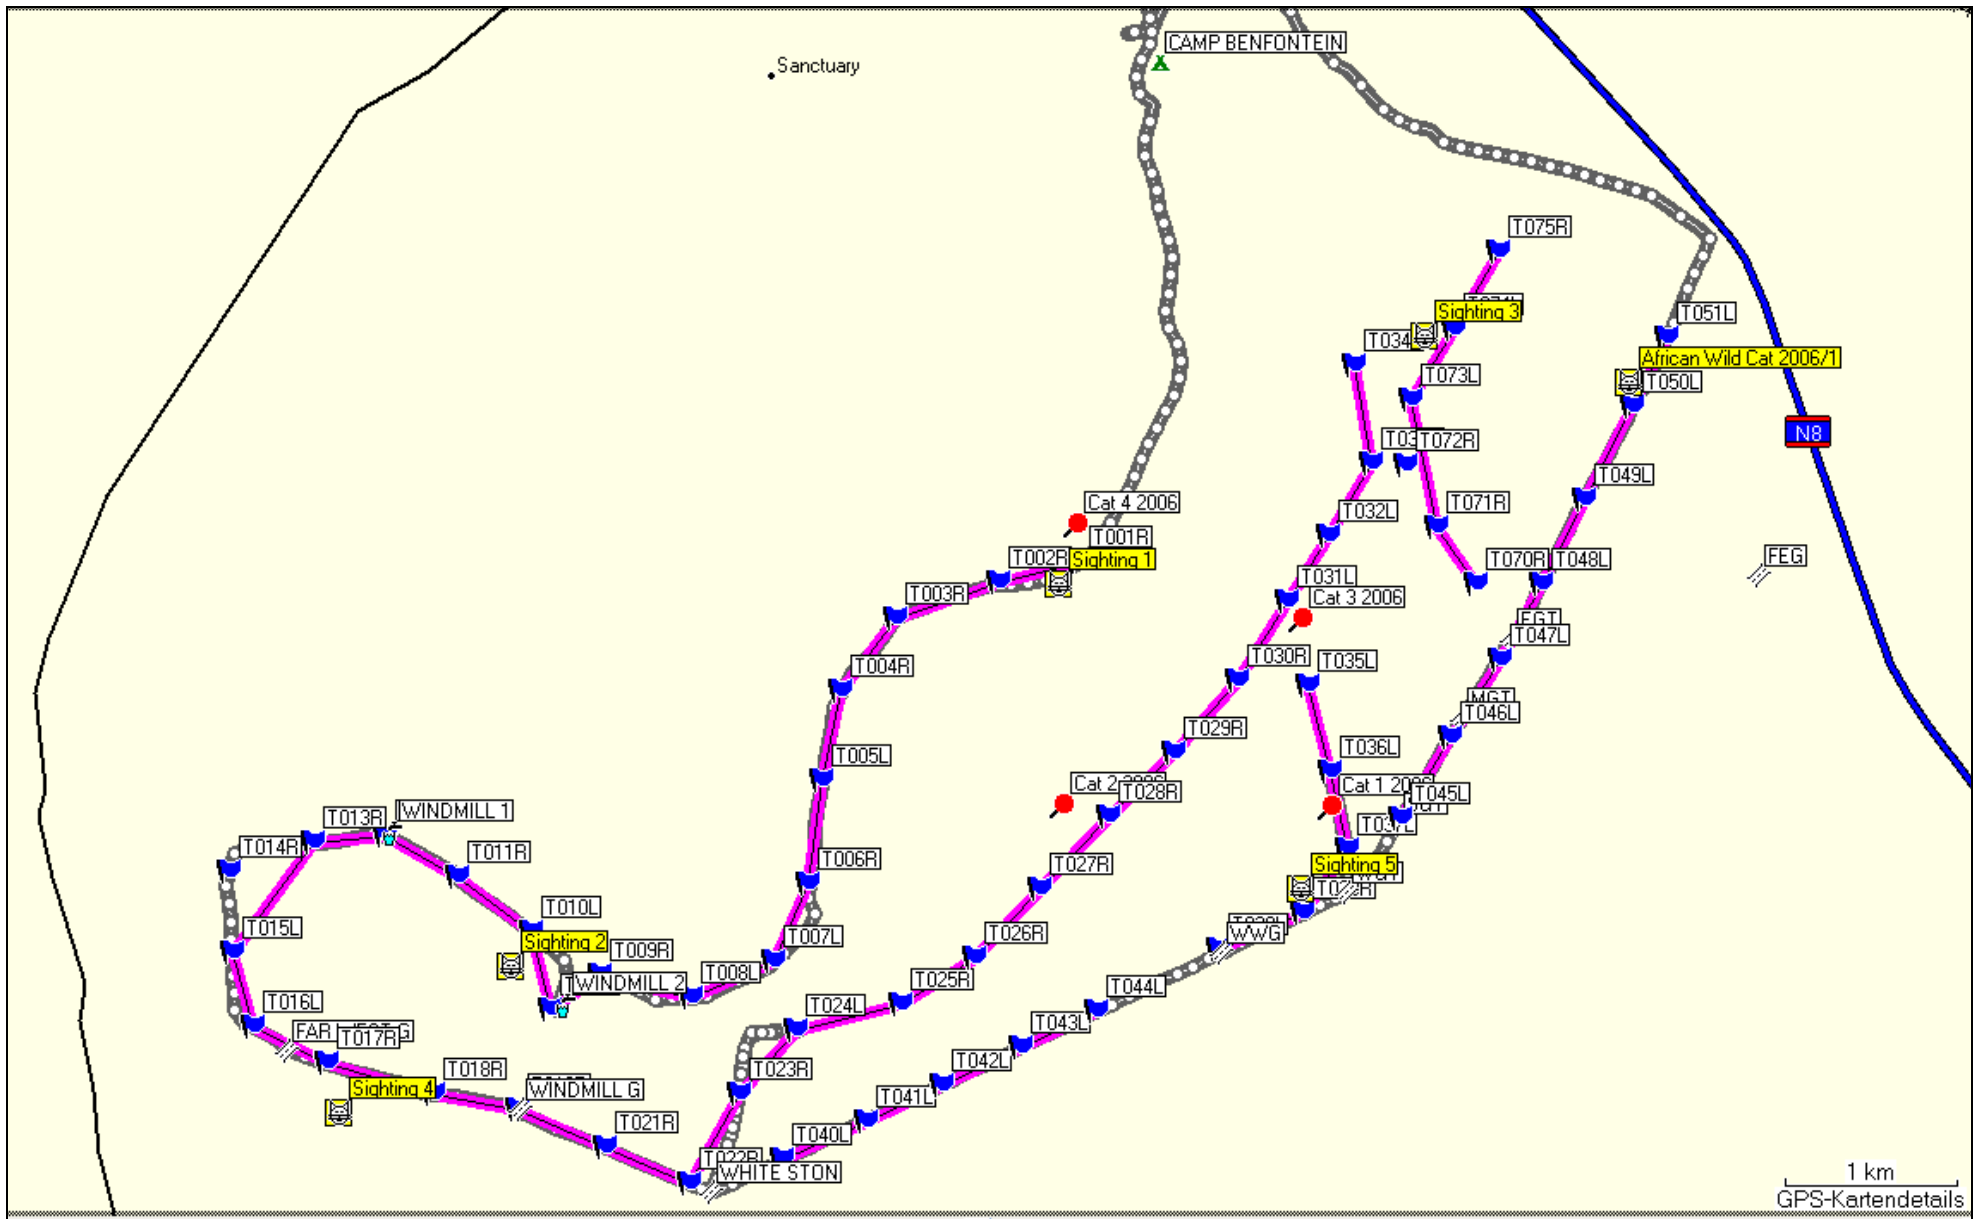 CAMP BENFONTEIN
Sanctuary
T075R
Sighting 3
T051L
T034
African Wild Cat 2006/1
T073L
T050L
N8
T072R
T049L
Cat 4 2006
T071R
T032L
T001R
Sighting 1
T002R
T070R
T048L
FEG
T031L
T003R
Cat 3 2006
T047L
T030R
T035L
T004R
MGT
T046L
T029R
T036L
T005L
Cat 2
Cat 1
T028R
T045L
WINDMILL 1
T013R
T014R
T011R
T006R
T027R
Sighting 5
T010L
T015L
Sighting 2
T009R
T007L
T026R
WWG
WINDMILL 2
T008L
T025R
T044L
T016L
T024L
FAR
T017R
T043L
T018R
T023R
T042L
Sighting 4
WINDMILL G
T041L
T021R
T040L
T022R
WHITE STON
1 km
GPS-Kartendetails